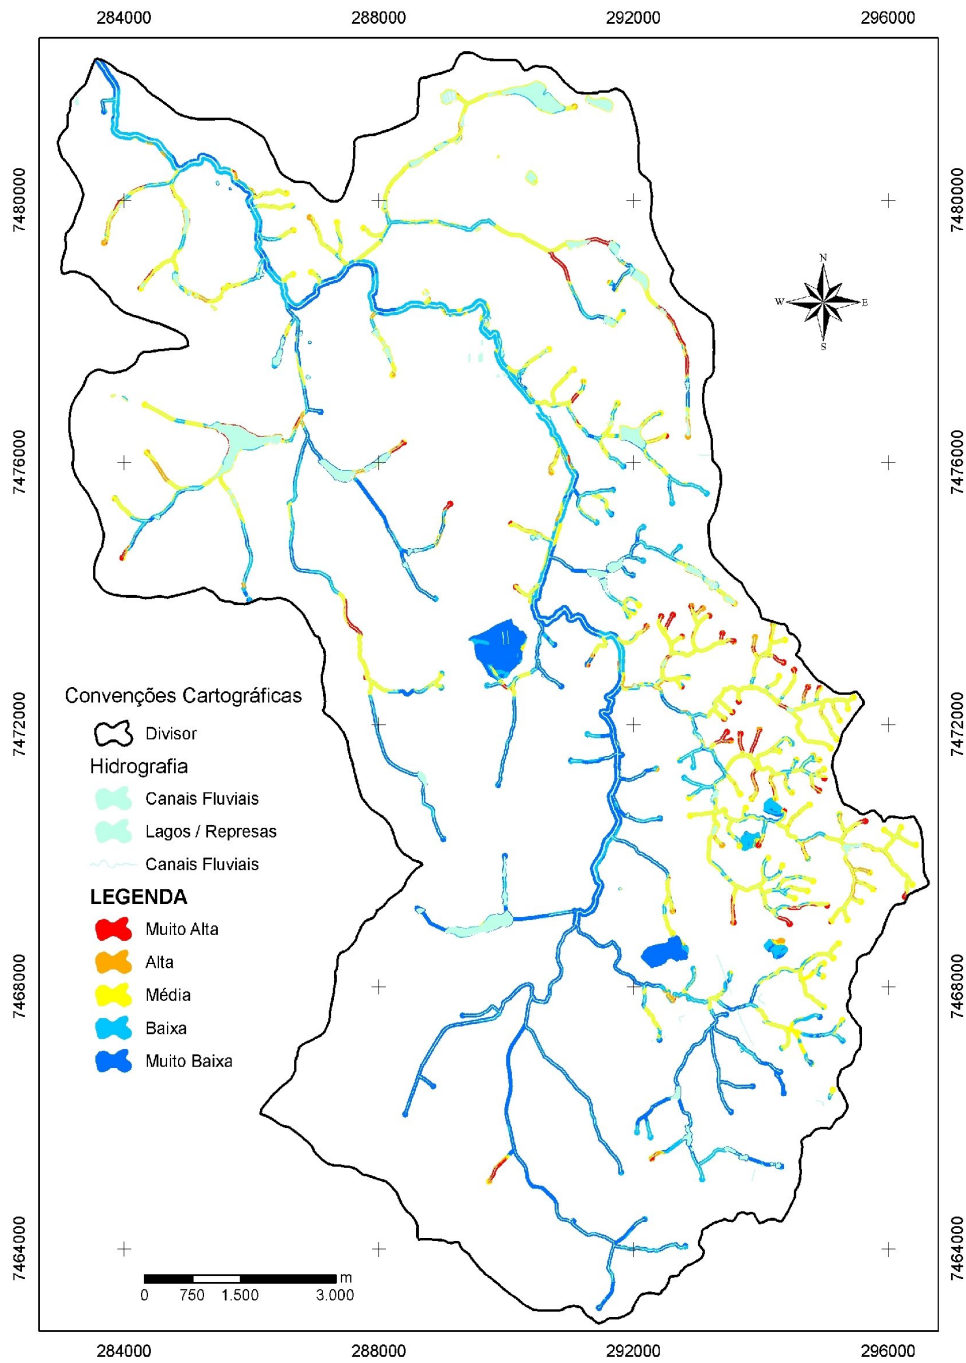 284000 288000 292000 296000
7480000 7480000
N
W E
S
7476000 7476000
Convenções Cartográficas
7472000 7472000
Divisor
Hidrografia
Canais Fluviais
Lagos / Represas
Canais Fluviais
LEGENDA
Muito Alta
Alta
7468000 7468000
Média
Baixa
Muito Baixa
7464000 7464000
m
0 750 1.500 3.000
284000 288000 292000 296000